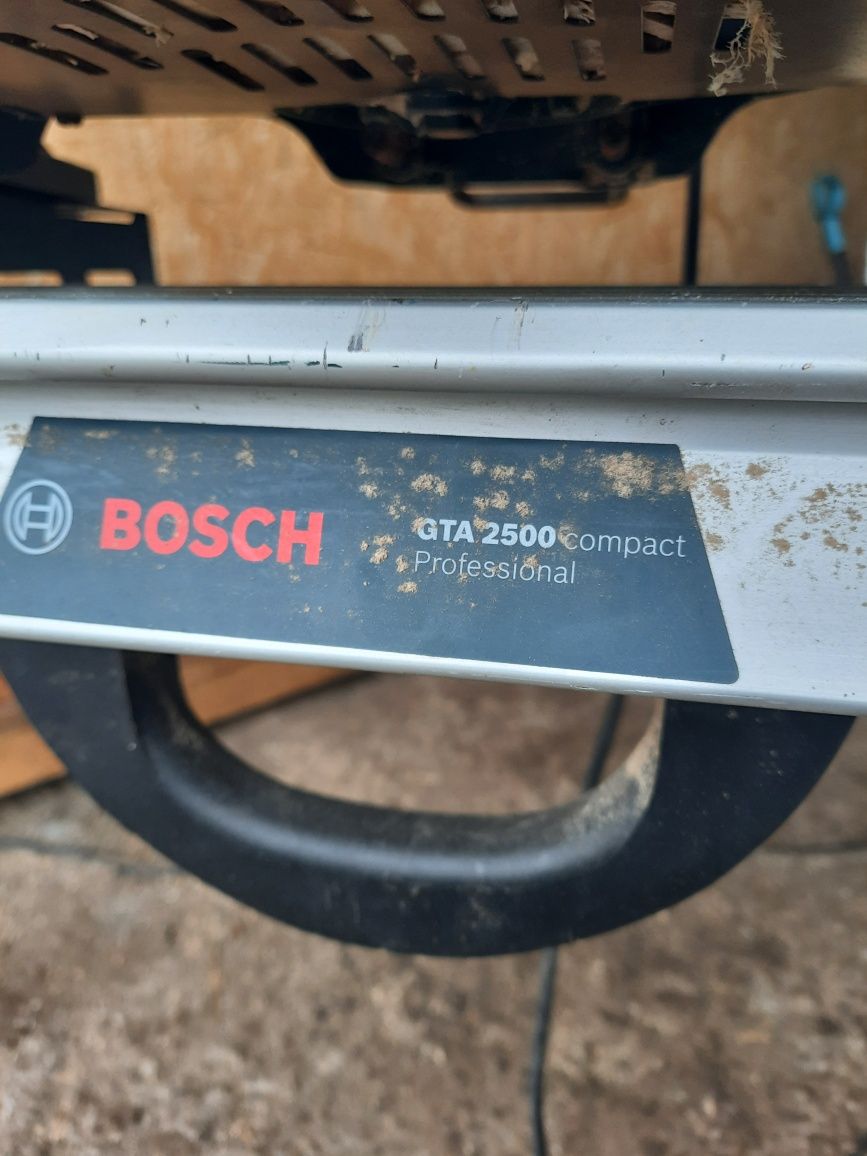 BOSCH
GTA 2500 compact
Professional